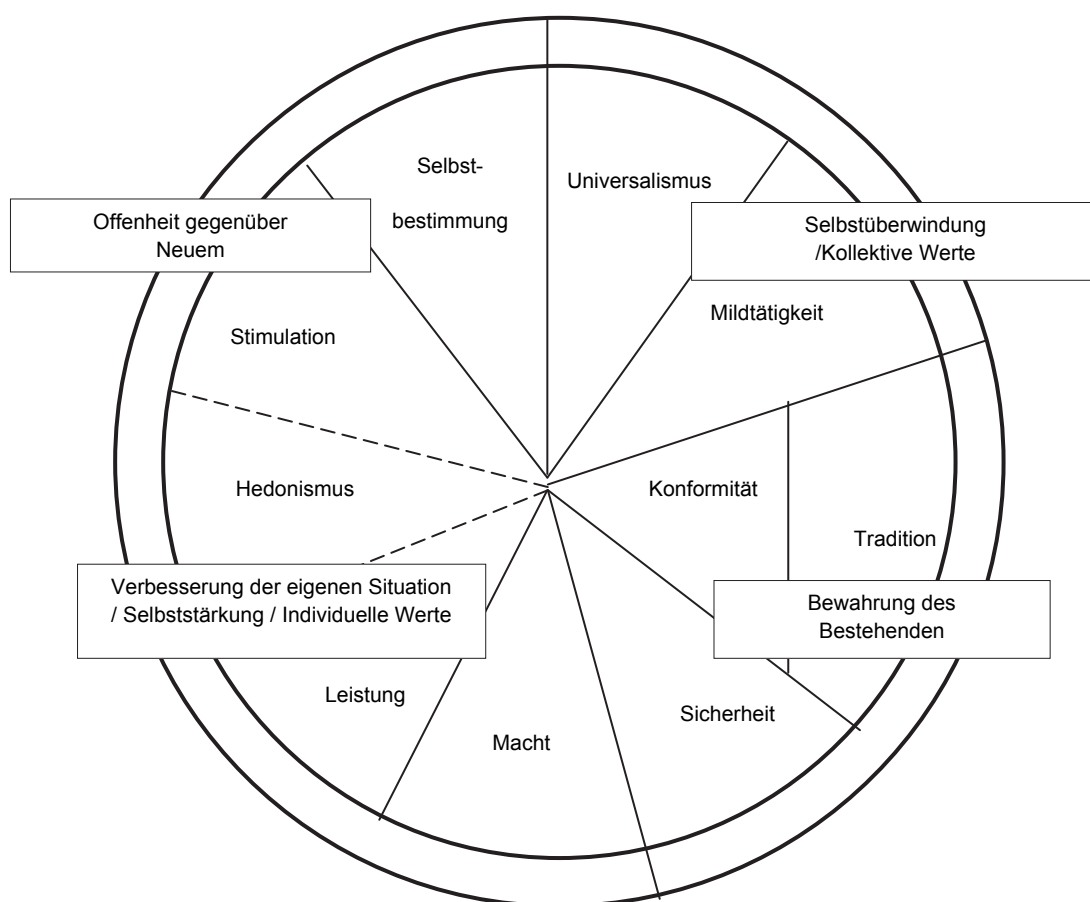 Selbst-
bestimmung
Universalismus
Offenheit gegenüber
Neuem
Selbstüberwindung
/Kollektive Werte
Stimulation
Mildtätigkeit
Hedonismus
Konformität
Tradition
Verbesserung der eigenen Situation
/ Selbststärkung / Individuelle Werte
Bewahrung des
Bestehenden
Leistung
Macht
Sicherheit